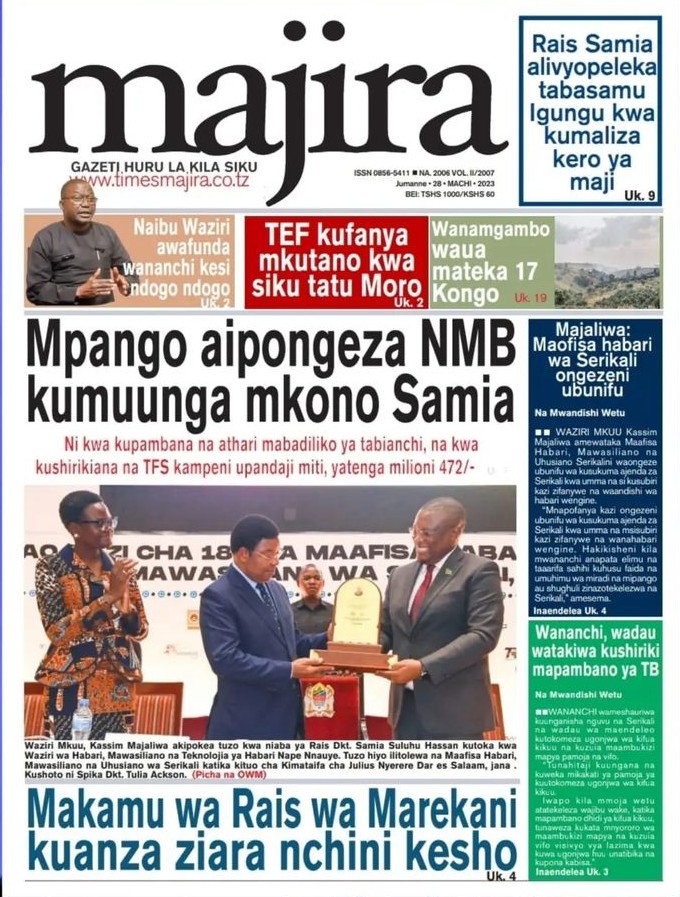 majira
GAZETI HURU LA KILA SIKU
www.timesmajira.co.tz
ISSN 0856-5411 ■ NA. 2006 VOL. II/2007
Jumanne • 28 • MACHI • 2023
BEI: TSHS 1000/KSHS 60
Rais Samia
alivyopeleka
tabasamu
Igungu kwa
kumaliza
kero ya
maji
Uk. 9
Naibu Waziri
awafunda
wananchi kesi
ndogo ndogo
Uk. 2
TEF kufanya
mkutano kwa
siku tatu Moro
Uk. 2
Wanamgambo
waua
mateka 17
Kongo Uk. 19
Mpango aipongeza NMB
kumuunga mkono Samia
Ni kwa kupambana na athari mabadiliko ya tabianchi, na kwa
kushirikiana na TFS kampeni upandaji miti, yatenga milioni 472/-
CHA 18
MAAFISA
MAWAS
WA
Waziri Mkuu, Kassim Majaliwa akipokea tuzo kwa niaba ya Rais Dkt. Samia Suluhu Hassan kutoka kwa
Waziri wa Habari, Mawasiliano na Teknolojia ya Habari Nape Nnauye. Tuzo hiyo ilitolewa na Maafisa Habari,
Mawasiliano na Uhusiano wa Serikali katika kituo cha Kimataifa cha Julius Nyerere Dar es Salaam, jana .
Kushoto ni Spika Dkt. Tulia Ackson. (Picha na OWM)
Makamu wa Rais wa Marekani
kuanza ziara nchini kesho
Uk. 4
Majaliwa:
Maofisa habari
wa Serikali
ongezeni
ubunifu
Na Mwandishi Wetu
■■ WAZIRI MKUU Kassim
Majaliwa amewataka Maafisa
Habari, Mawasiliano na
Uhusiano Serikalini waongeze
ubunifu wa kusukuma ajenda za
Serikali kwa umma na si kusubiri
kazi zifanywe na waandishi wa
habari wengine.
"Mnapofanya kazi ongezeni
ubunifu wa kusukuma ajenda za
Serikali kwa umma na msisubiri
kazi zifanywe na wanahabari
wengine. Hakikisheni kila
mwananchi anapata elimu na
taaarifa sahihi kuhusu faida na
umuhimu wa miradi na mipango
au shughuli zinazotekelezwa na
Serikali," amesema.
Inaendelea Uk. 4
Wananchi, wadau
watakiwa kushiriki
mapambano ya TB
Na Mwandishi Wetu
■■WANANCHI wameshauriwa
kuunganisha nguvu na Serikali
na wadau wa maendeleo
kutokomeza ugonjwa wa kifua
kikuu na kuzuia maambukizi
mapya pamoja na vifo.
"Tunahitaji kuungana na
kuweka mikakati ya pamoja ya
kuutokomeza ugonjwa wa kifua
kikuu.
Iwapo kila mmoja wetu
atatekeleza wajibu wake, katika
mapambano dhidi ya kifua kikuu,
tunaweza kukata mnyororo wa
maambukizi mapya na kuzuia
vifo visivyo vya lazima kwa
kuwa ugonjwa huu unatibika na
kupona kabisa."
Inaendelea Uk. 3